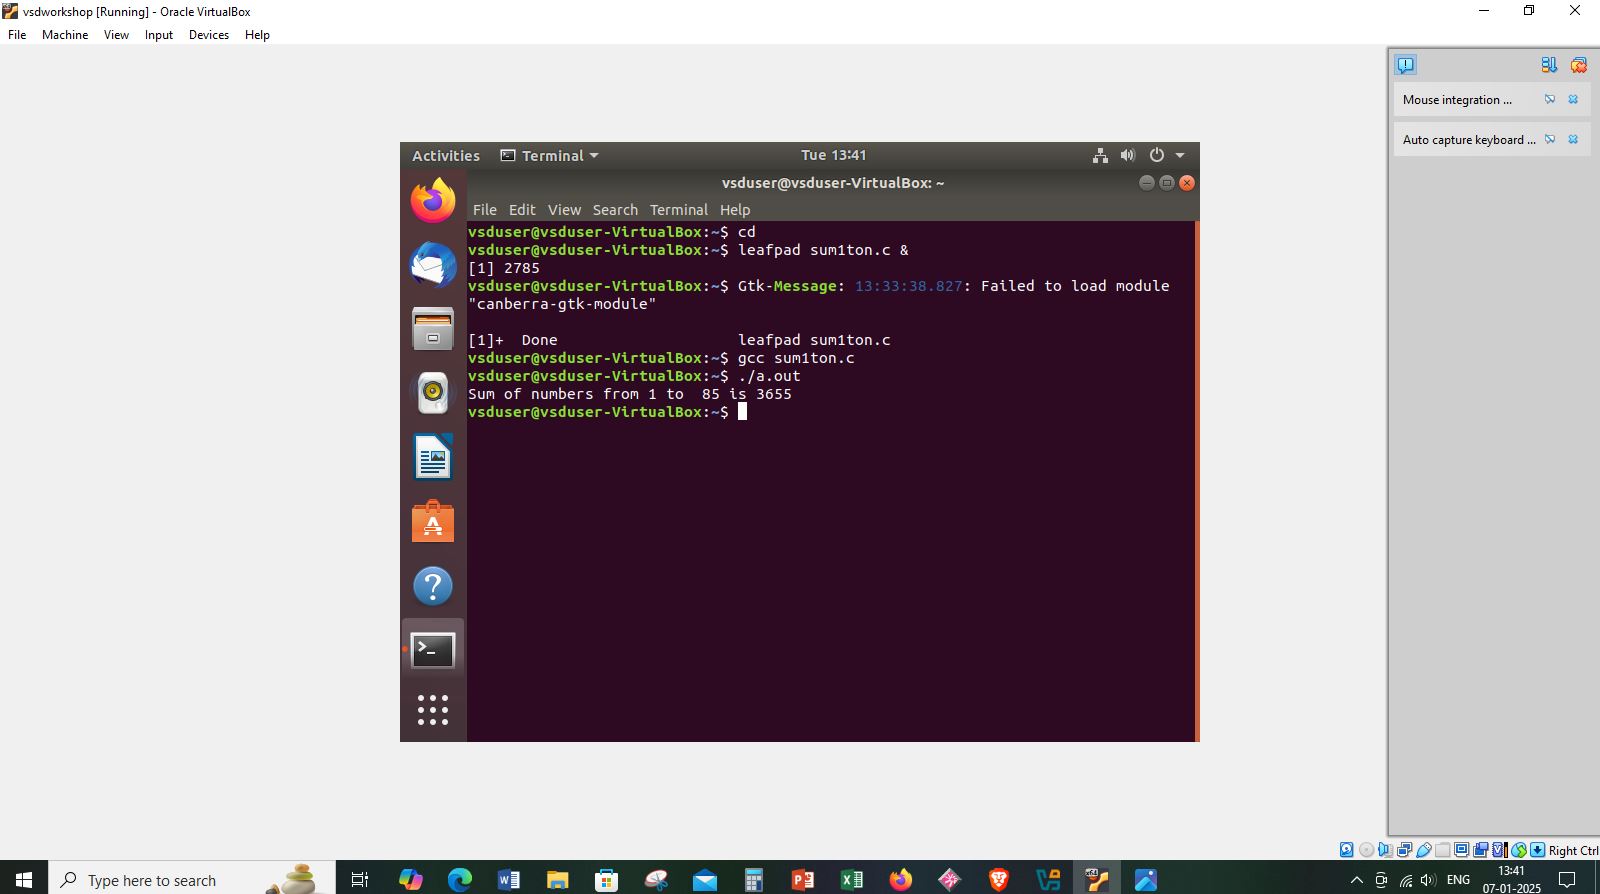 vsdworkshop [Running] - Oracle VirtualBox
File Machine View Input Devices Help
Mouse integration ...
Auto capture keyboard ...
Activities Terminal Tue 13:41
vsduser@vsduser-VirtualBox: ~
File Edit View Search Terminal Help
vsduser@vsduser-VirtualBox:~$ cd
vsduser@vsduser-VirtualBox:~$ leafpad sum1ton.c &
[1] 2785
vsduser@vsduser-VirtualBox:~$ Gtk-Message: 13:33:38.827: Failed to load module
"canberra-gtk-module"
[1]+  Done                    leafpad sum1ton.c
vsduser@vsduser-VirtualBox:~$ gcc sum1ton.c
vsduser@vsduser-VirtualBox:~$ ./a.out
Sum of numbers from 1 to  85 is 3655
vsduser@vsduser-VirtualBox:~$
Right Ctrl
Type here to search
ENG
13:41
07-01-2025